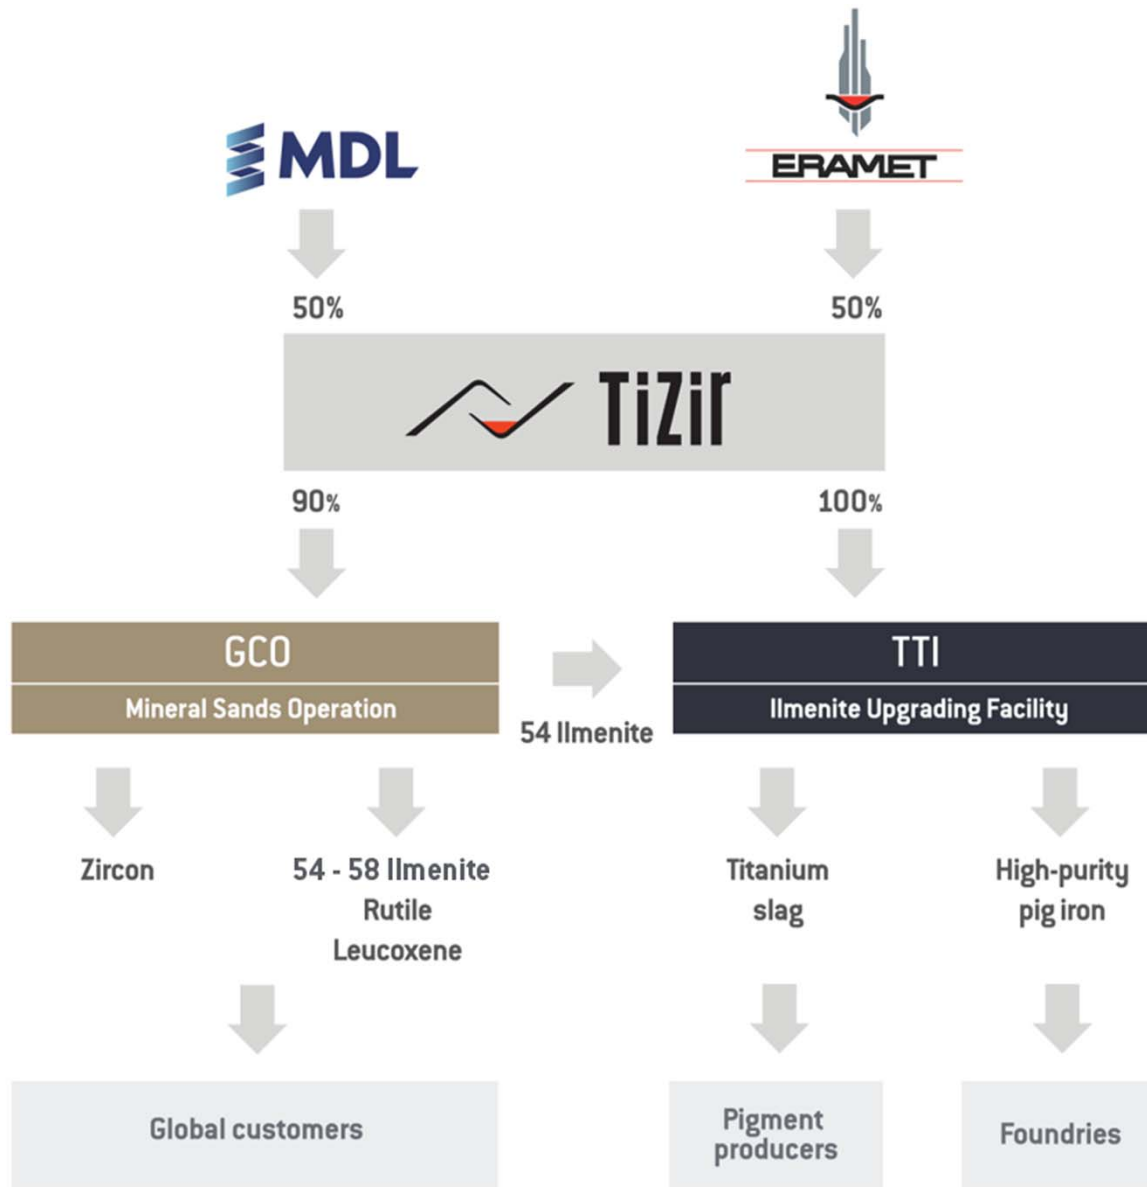 MDL
ERAMET
50%
50%
TiZir
90%
100%
GCO
TTI
Mineral Sands Operation
Ilmenite Upgrading Facility
54 Ilmenite
Zircon
54 - 58 Ilmenite
Rutile
Leucoxene
Titanium
slag
High-purity
pig iron
Global customers
Pigment
producers
Foundries